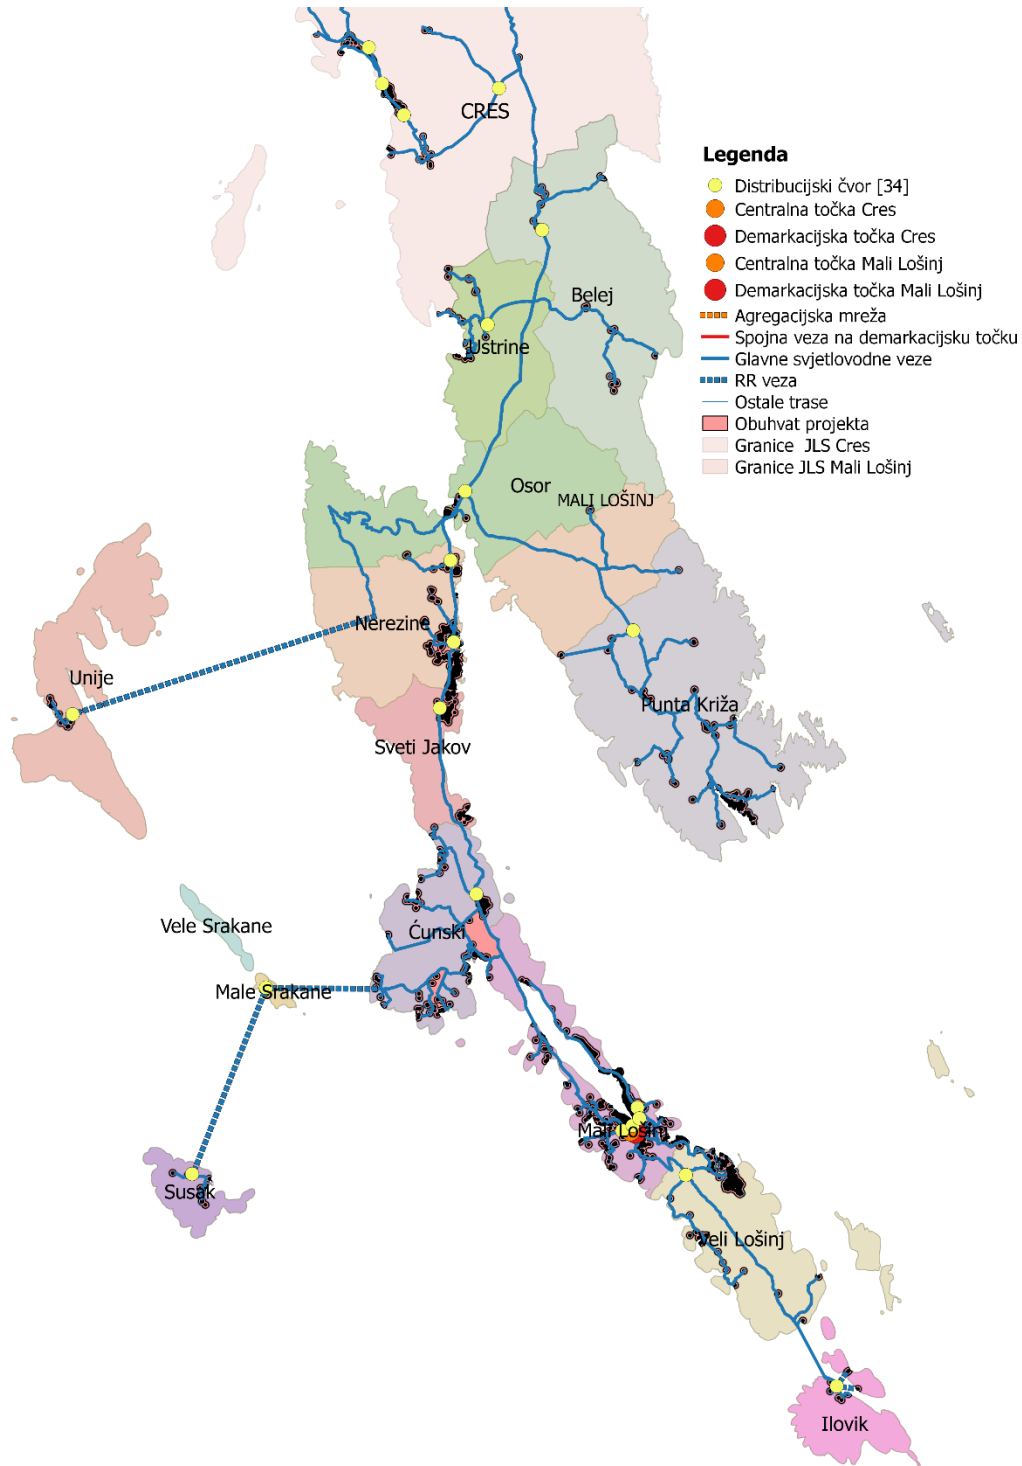 CRES
Legenda
Distribucijski čvor [34]
Centralna točka Cres
Demarkacijska točka Cres
Centralna točka Mali Lošinj
Demarkacijska točka Mali Lošinj
Agregacijska mreža
Spojna veza na demarkacijsku točku
Glavne svjetlovodne veze
RR veza
Ostale trase
Obuhvat projekta
Granice JLS Cres
Granice JLS Mali Lošinj
Belej
Ustrine
Osor
MALI LOŠINJ
Nerezine
Unije
Punta Križa
Sveti Jakov
Vele Srakane
Ćunski
Male Srakane
Mali Lošinj
Susak
Veli Lošinj
Ilovik